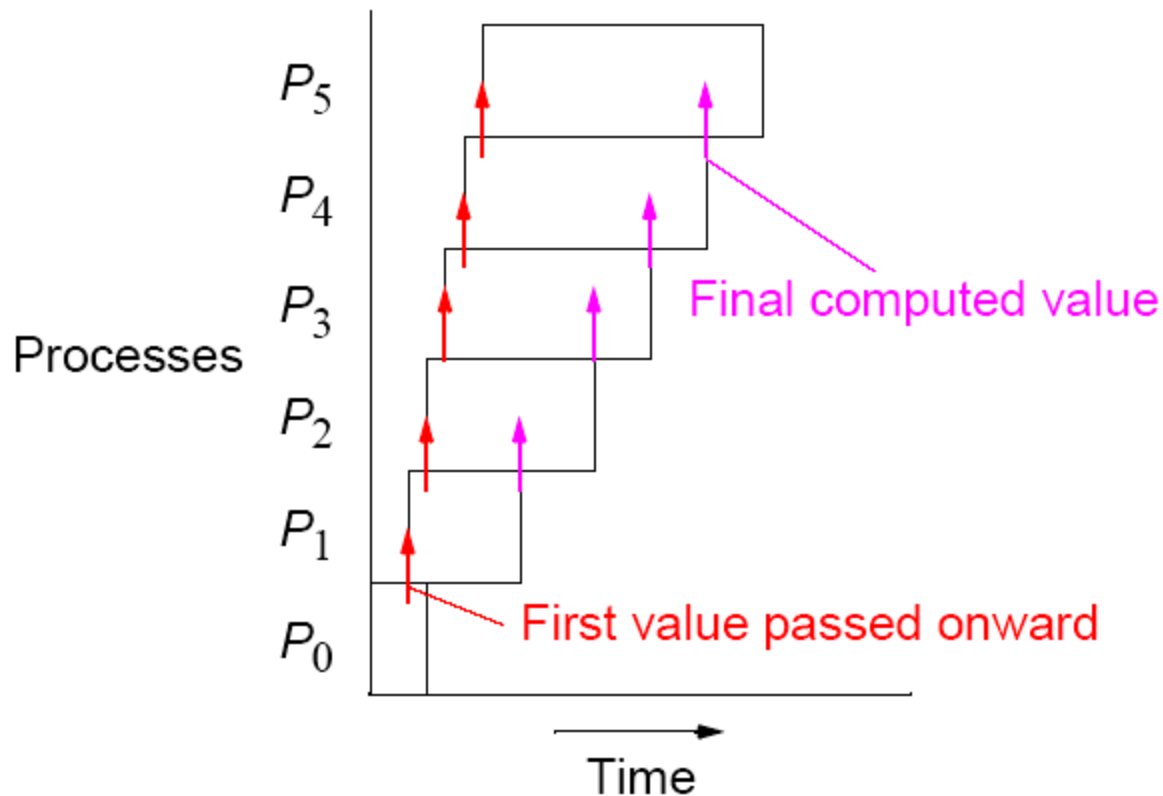 P5
P4
Final computed value
P3
Processes
P2
P1
First value passed onward
P0
Time